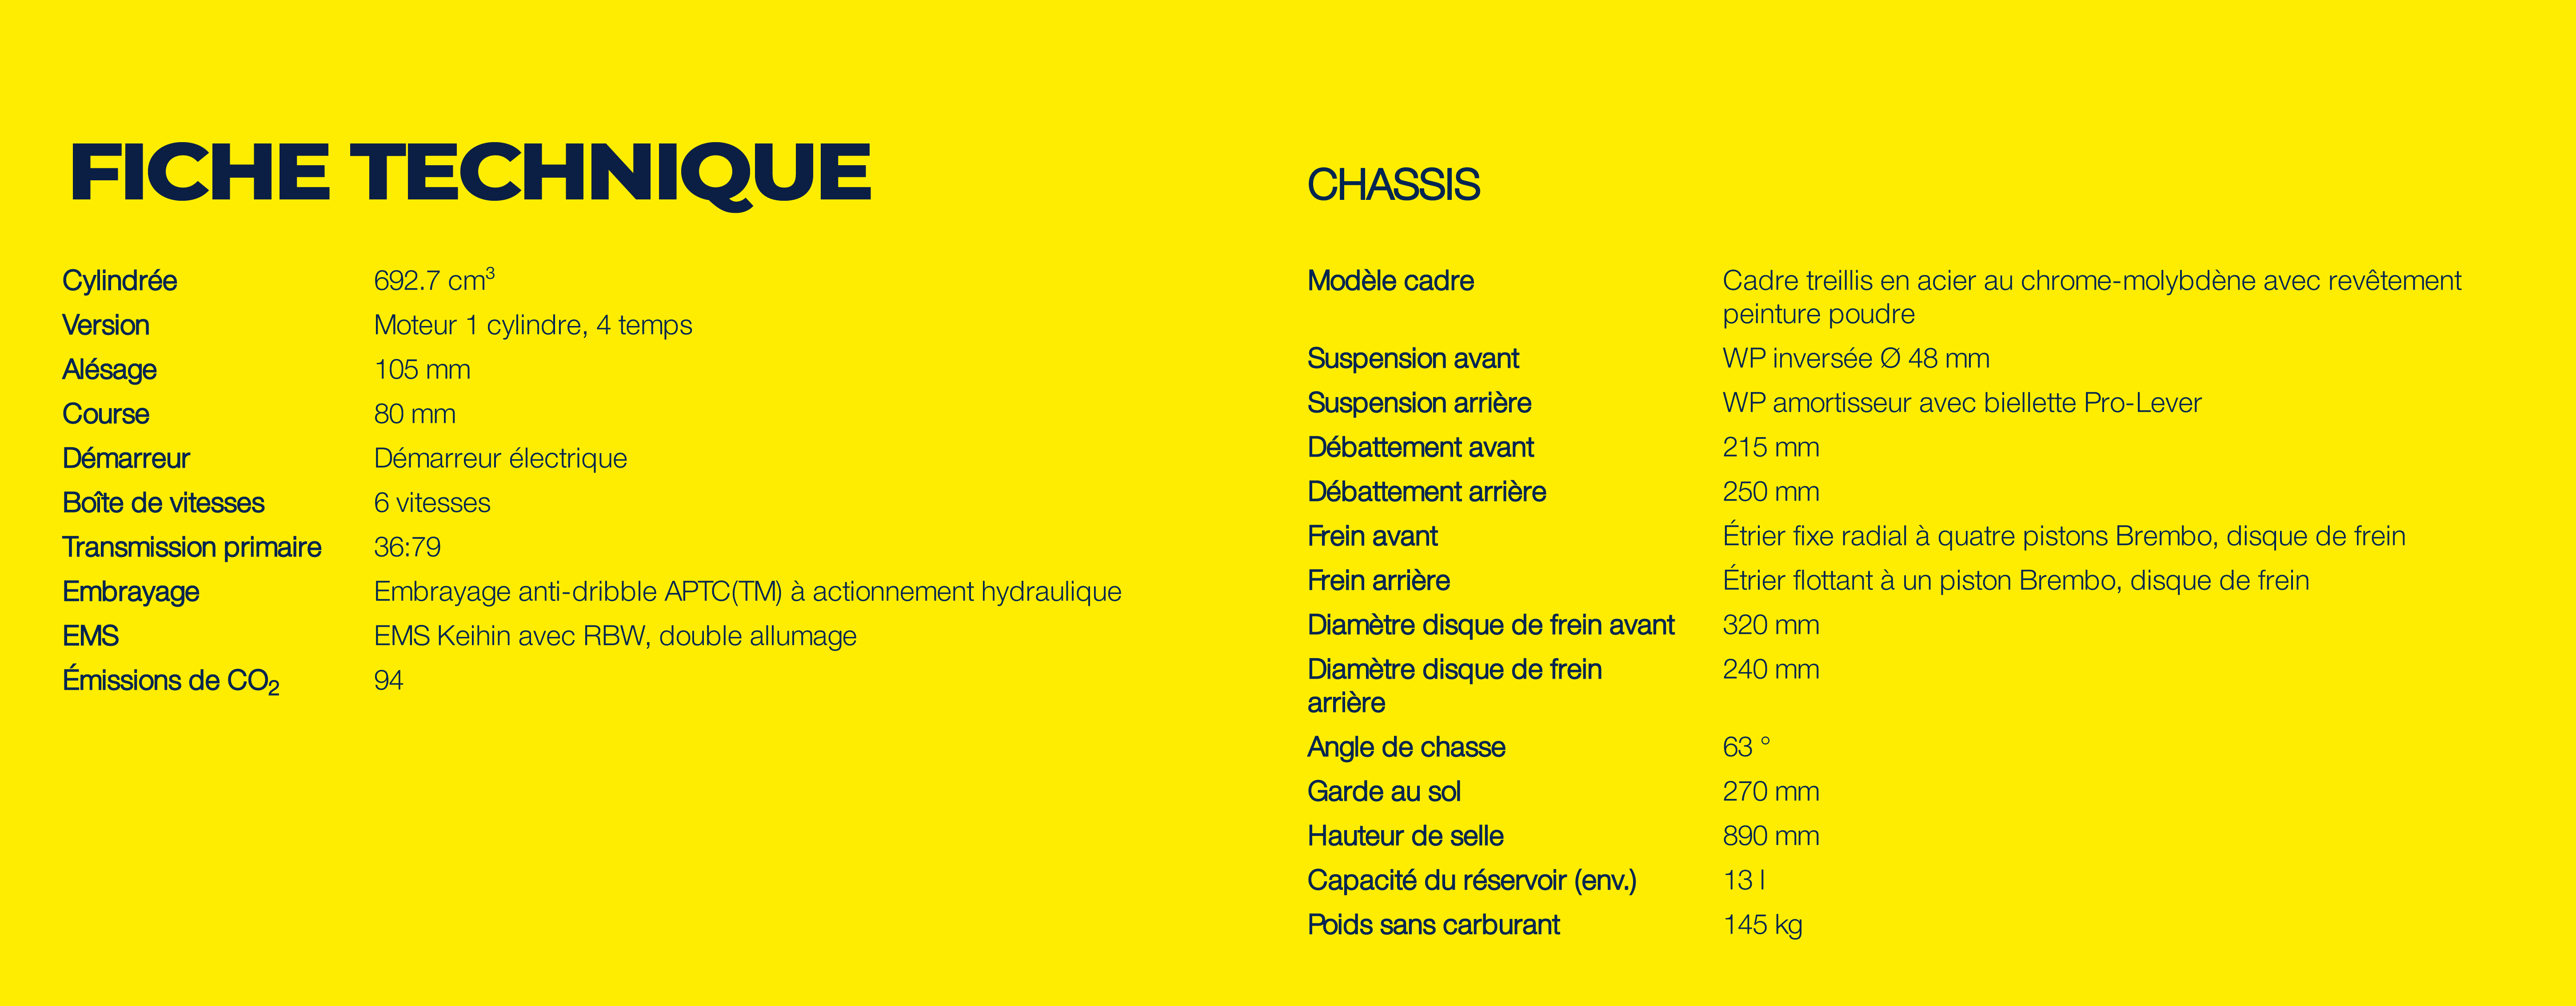 FICHE TECHNIQUE
Cylindrée 692.7 cm³
Version Moteur 1 cylindre, 4 temps
Alésage 105 mm
Course 80 mm
Démarreur Démarreur électrique
Boîte de vitesses 6 vitesses
Transmission primaire 36:79
Embrayage Embrayage anti-dribble APTC(TM) à actionnement hydraulique
EMS EMS Keihin avec RBW, double allumage
Émissions de CO₂ 94
CHASSIS
Modèle cadre Cadre treillis en acier au chrome-molybdène avec revêtement
peinture poudre
Suspension avant WP inversée Ø 48 mm
Suspension arrière WP amortisseur avec biellette Pro-Lever
Débattement avant 215 mm
Débattement arrière 250 mm
Frein avant Étrier fixe radial à quatre pistons Brembo, disque de frein
Frein arrière Étrier flottant à un piston Brembo, disque de frein
Diamètre disque de frein avant 320 mm
Diamètre disque de frein 240 mm
arrière
Angle de chasse 63 °
Garde au sol 270 mm
Hauteur de selle 890 mm
Capacité du réservoir (env.) 13 l
Poids sans carburant 145 kg